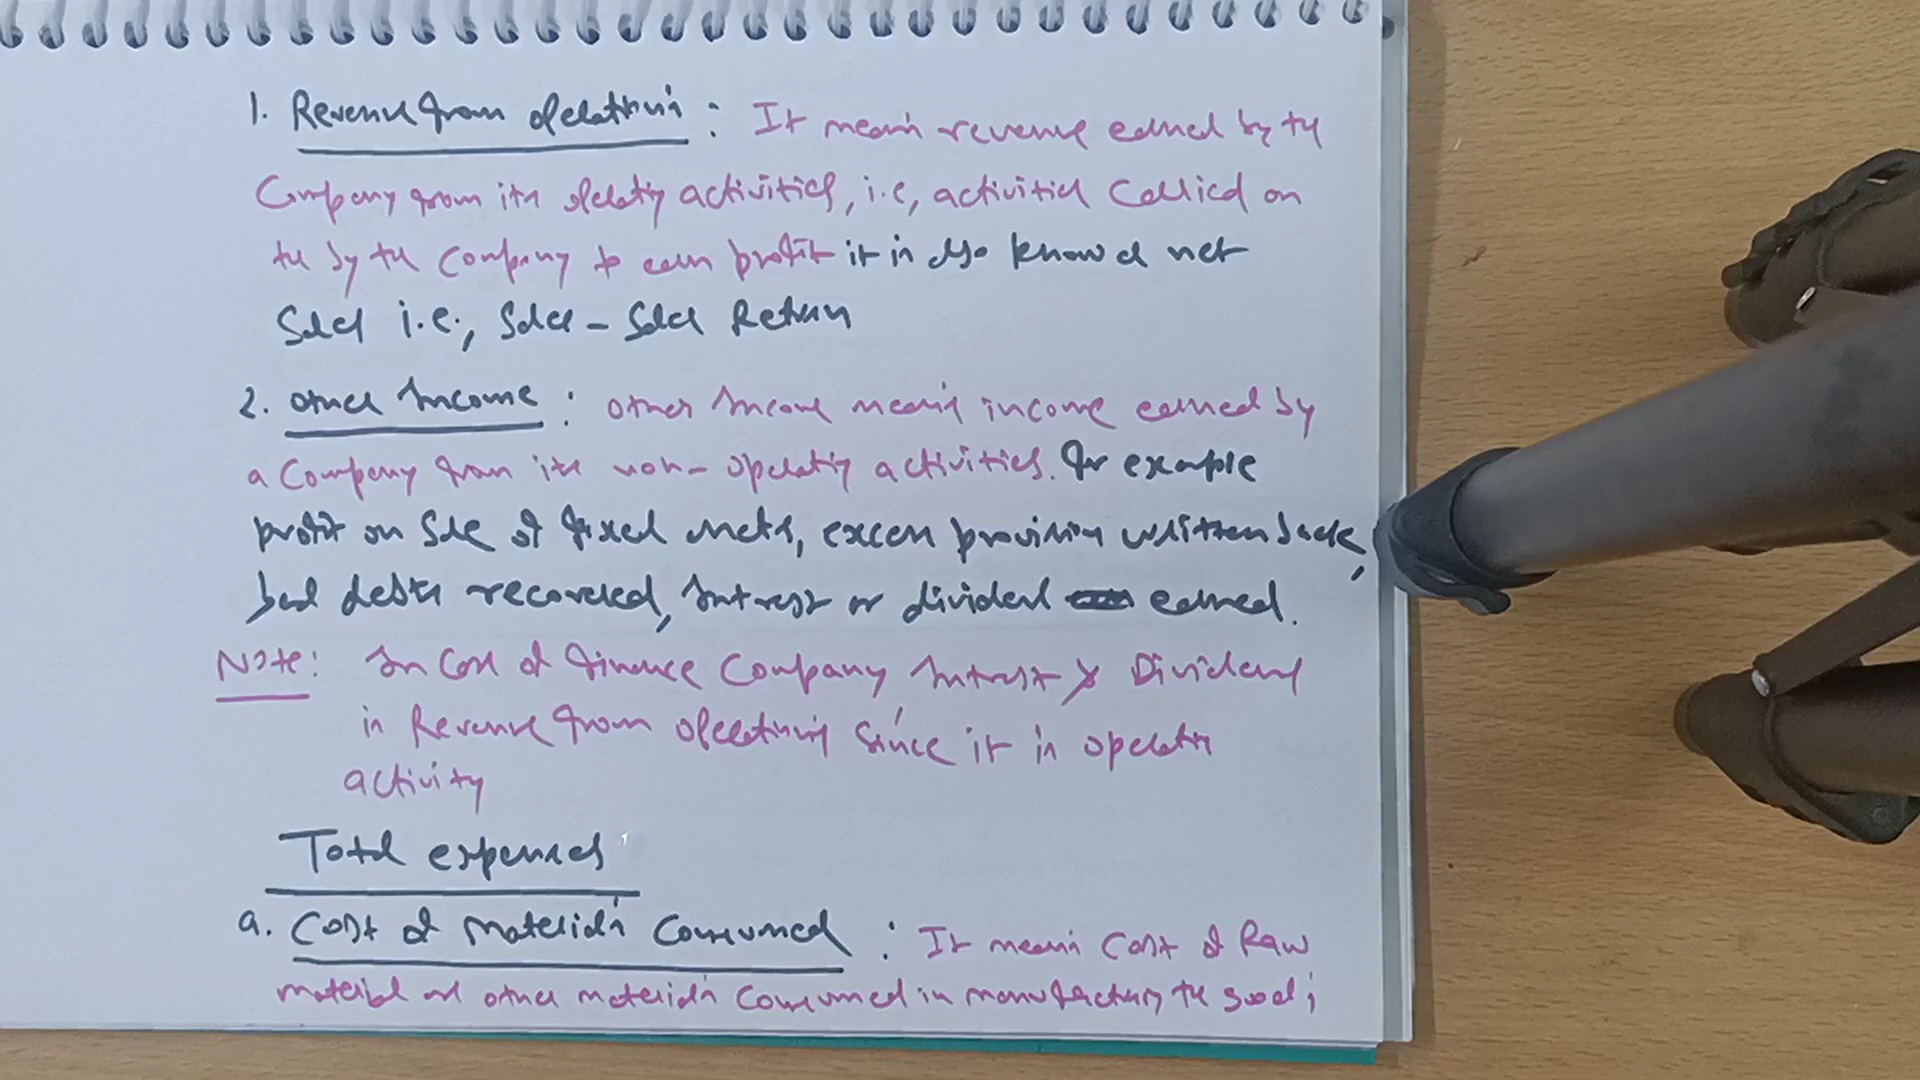 1. Revenue from operations : It means revenue earned by the
Company from its operating activities, i.e, activities Carried on
the by the Company to earn profit it is also know as net
Sales i.e., Sales - Sales Return
2. other Income : other Income means income earned by
a Company from its non-operating activities. for example
profit on Sale of fixed assets, excess provision written back,
bad debts recovered, Interest or dividend earned.
Note: In Case of finance Company Interest & Dividend
is Revenue from operations Since it is operating
activity
Total expenses
a. Cost of materials Consumed : It means Cost of Raw
material and other materials Consumed in manufacturing the goods;